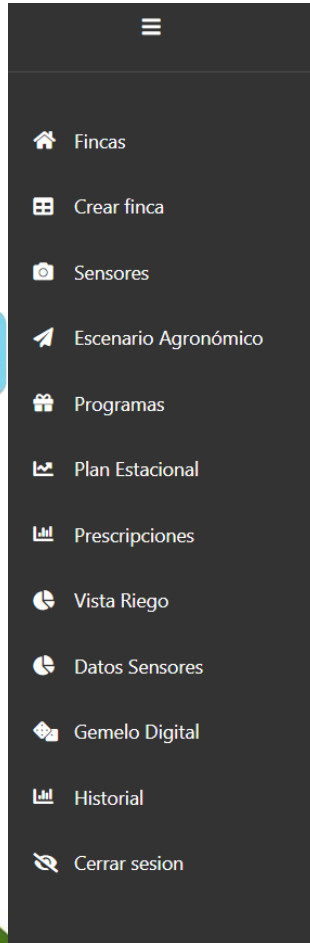 Fincas
Crear finca
Sensores
Escenario Agronómico
Programas
Plan Estacional
Prescripciones
Vista Riego
Datos Sensores
Gemelo Digital
Historial
Cerrar sesion